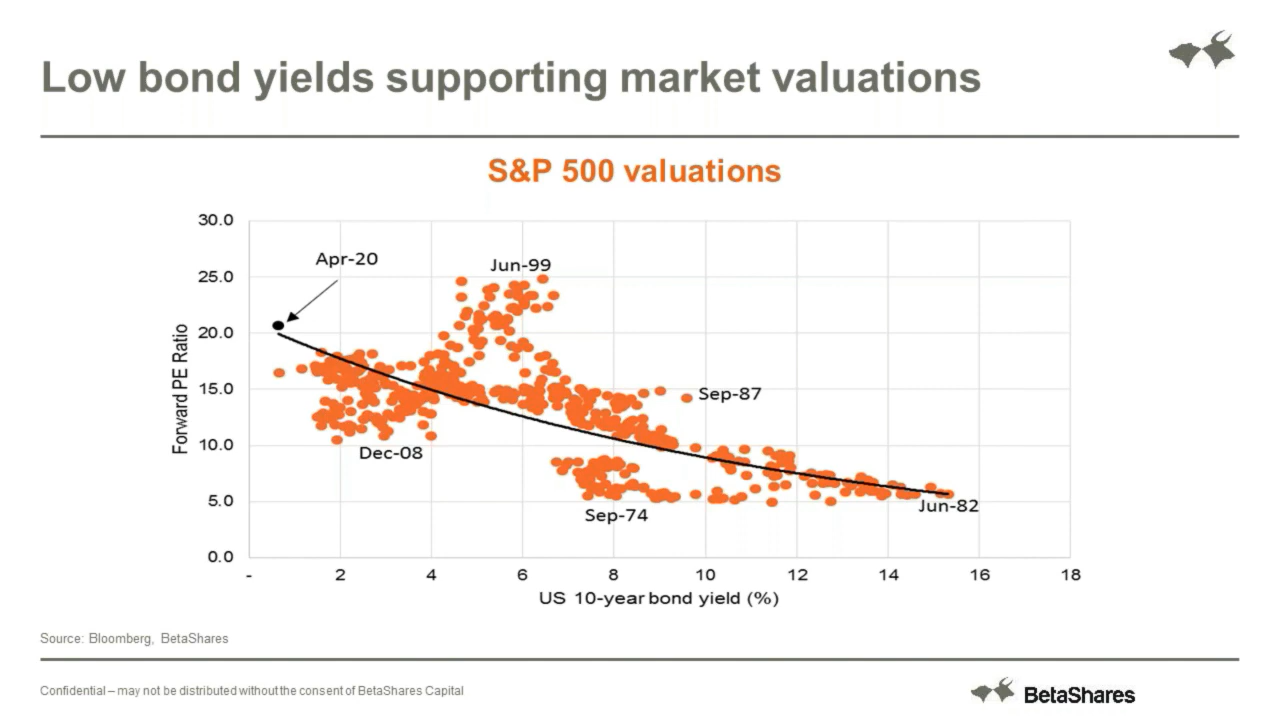 Low bond yields supporting market valuations
S&P 500 valuations
30.0
25.0
20.0
15.0
10.0
5.0
0.0
Forward PE Ratio
Apr-20
Jun-99
Sep-87
Dec-08
Sep-74
Jun-82
- 2 4 6 8 10 12 14 16 18
US 10-year bond yield (%)
Source: Bloomberg, BetaShares
Confidential – may not be distributed without the consent of BetaShares Capital
BetaShares